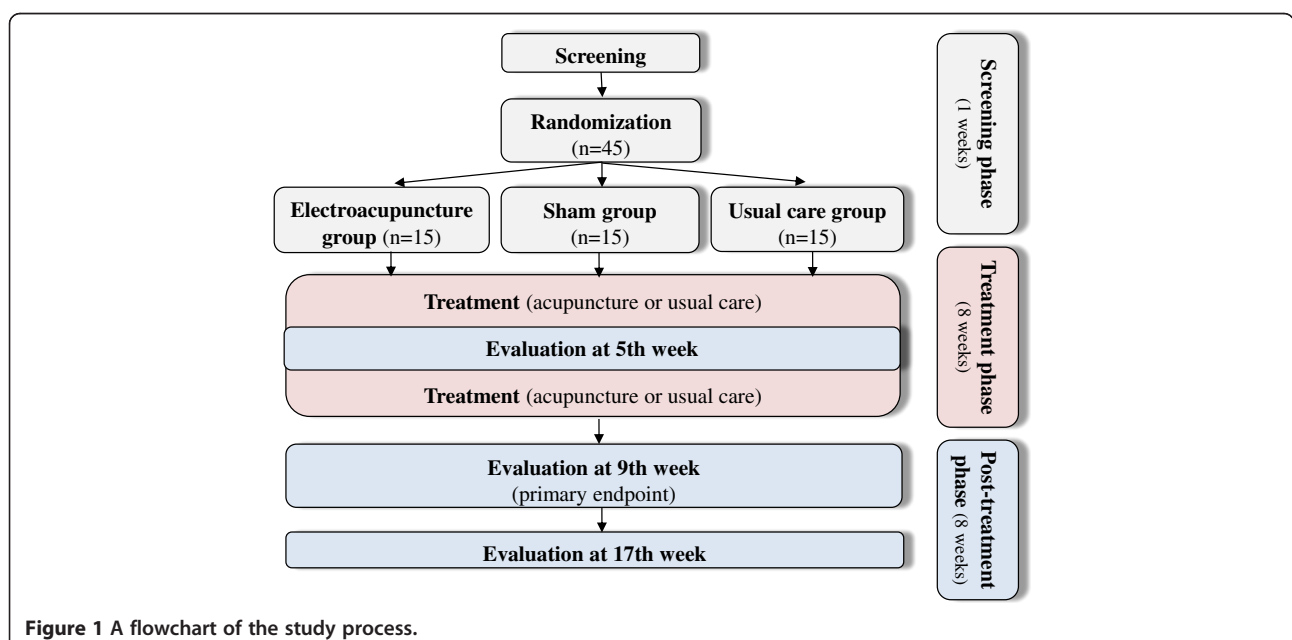 Screening
Randomization
(n=45)
Electroacupuncture
group (n=15)
Sham group
(n=15)
Usual care group
(n=15)
Treatment (acupuncture or usual care)
Evaluation at 5th week
Treatment (acupuncture or usual care)
Evaluation at 9th week
(primary endpoint)
Evaluation at 17th week
Screening phase
(1 weeks)
Treatment phase
(8 weeks)
Post-treatment
phase (8 weeks)
Figure 1 A flowchart of the study process.